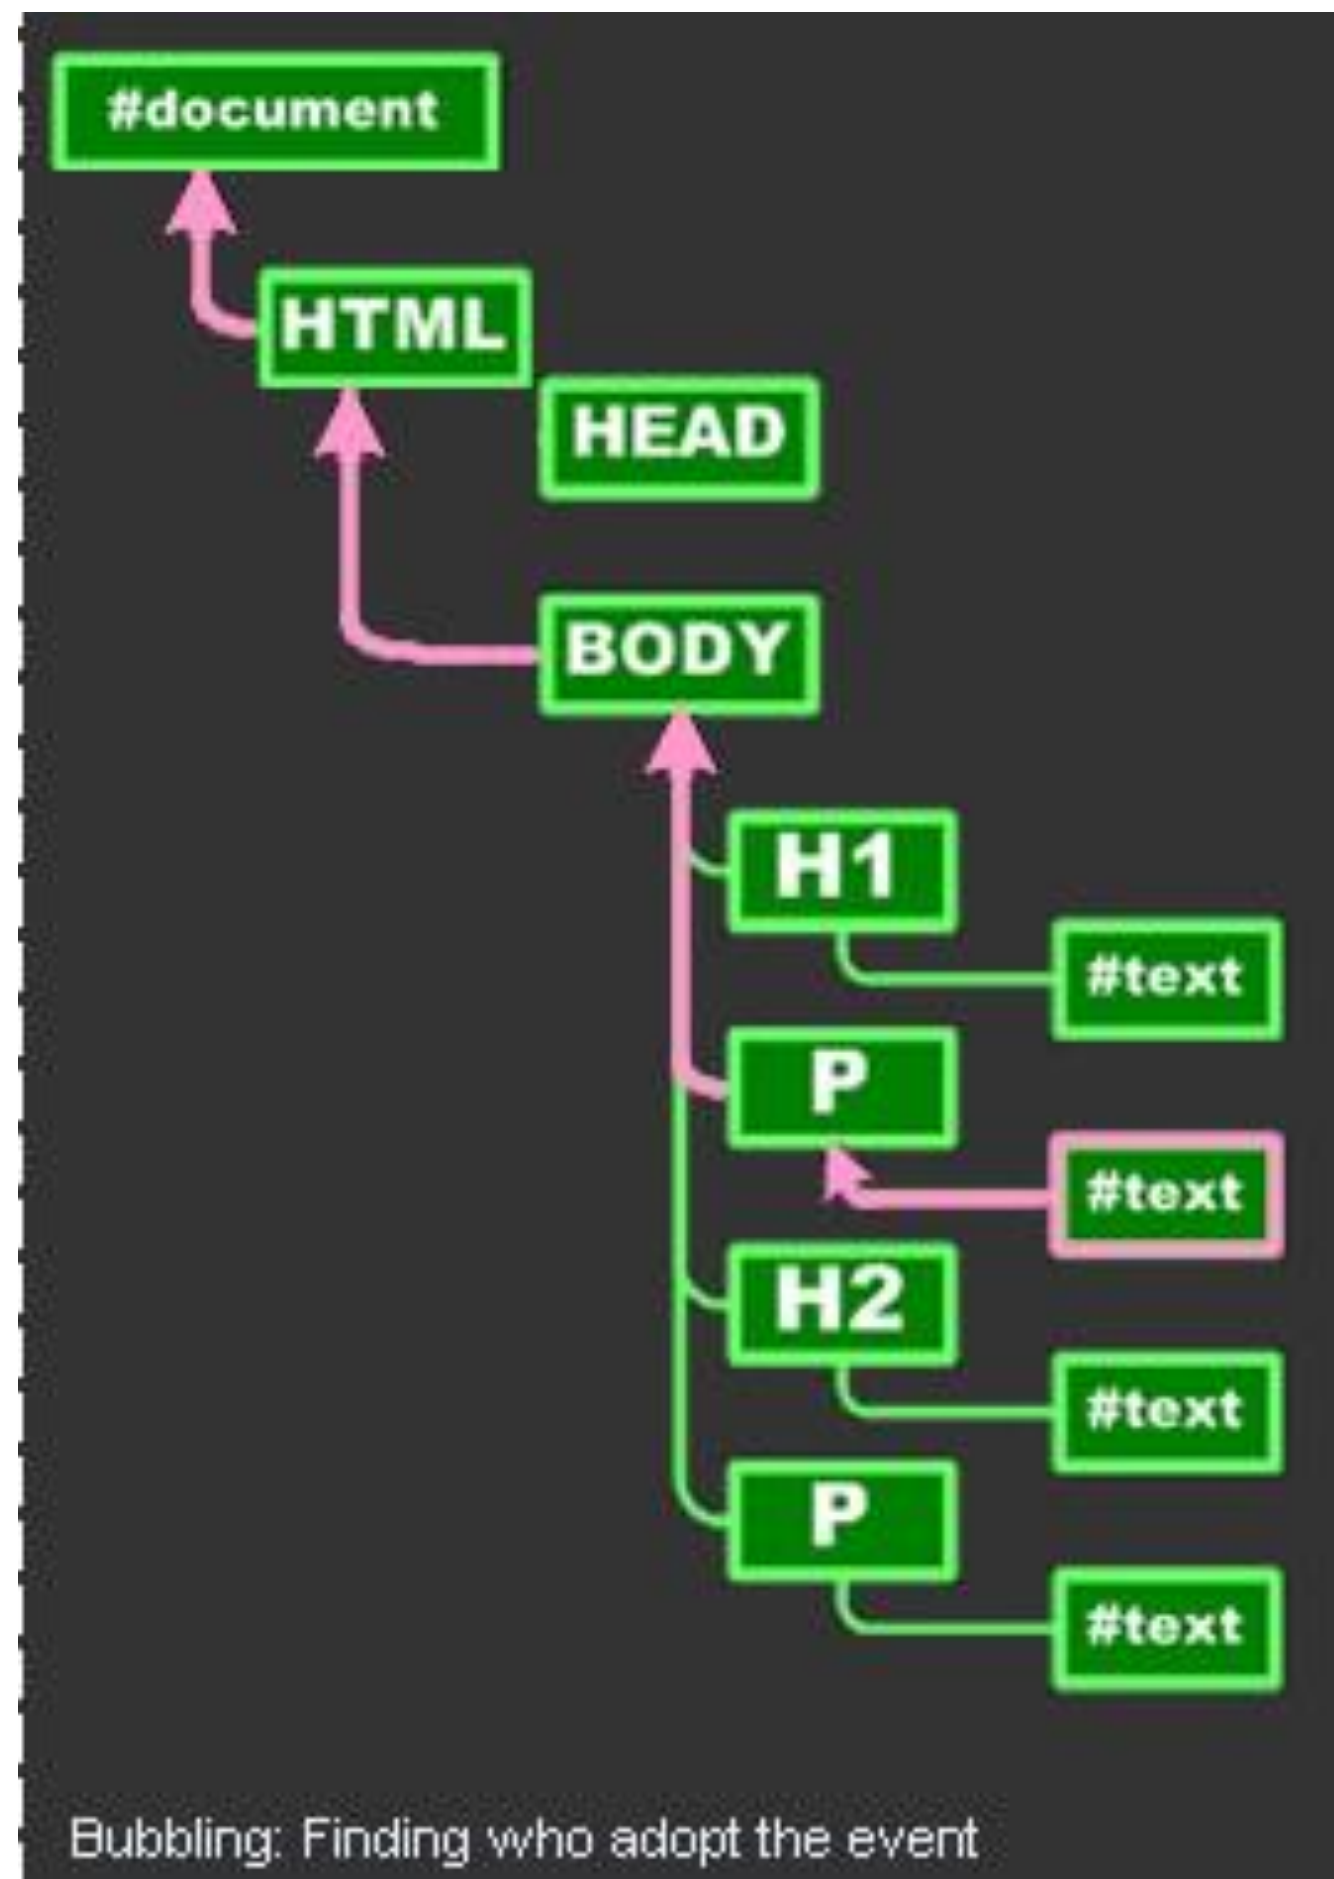 #document
HTML
HEAD
BODY
H1
#text
P
#text
H2
#text
P
#text
Bubbling: Finding who adopt the event